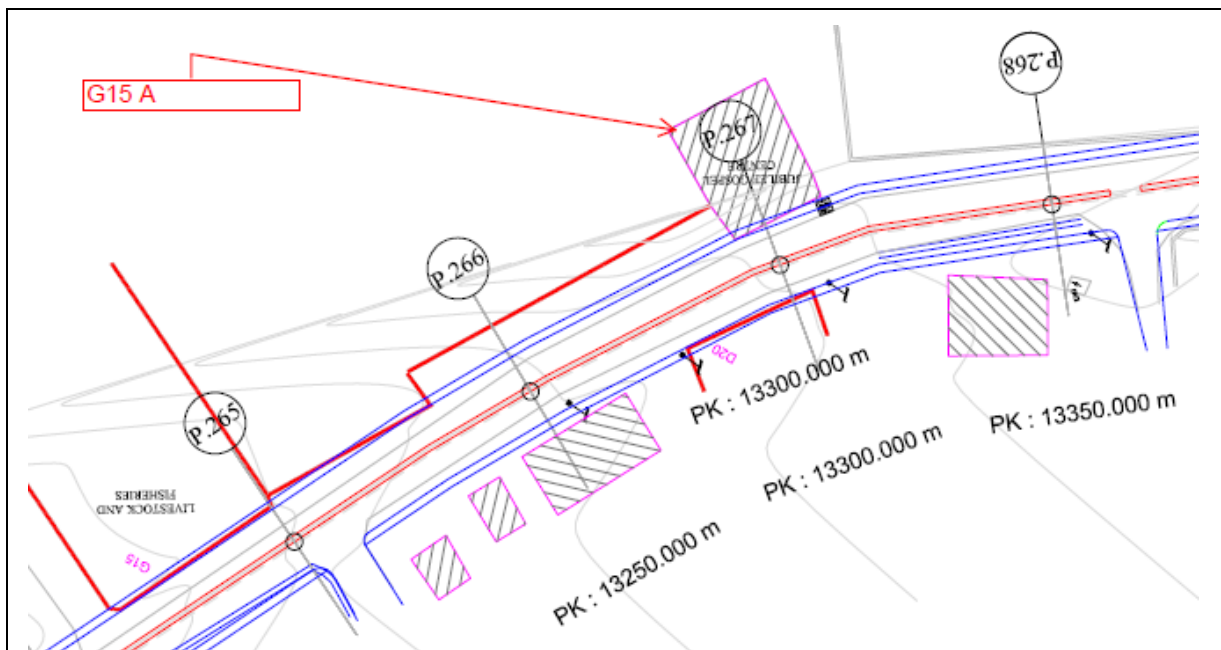 G15 A
P.268
P.267
JUBILEE GOSPEL
CENTRE
P.266
P.265
LIVESTOCK AND
FISHERIES
G15
D20
PK : 13300.000 m
PK : 13350.000 m
PK : 13300.000 m
PK : 13250.000 m